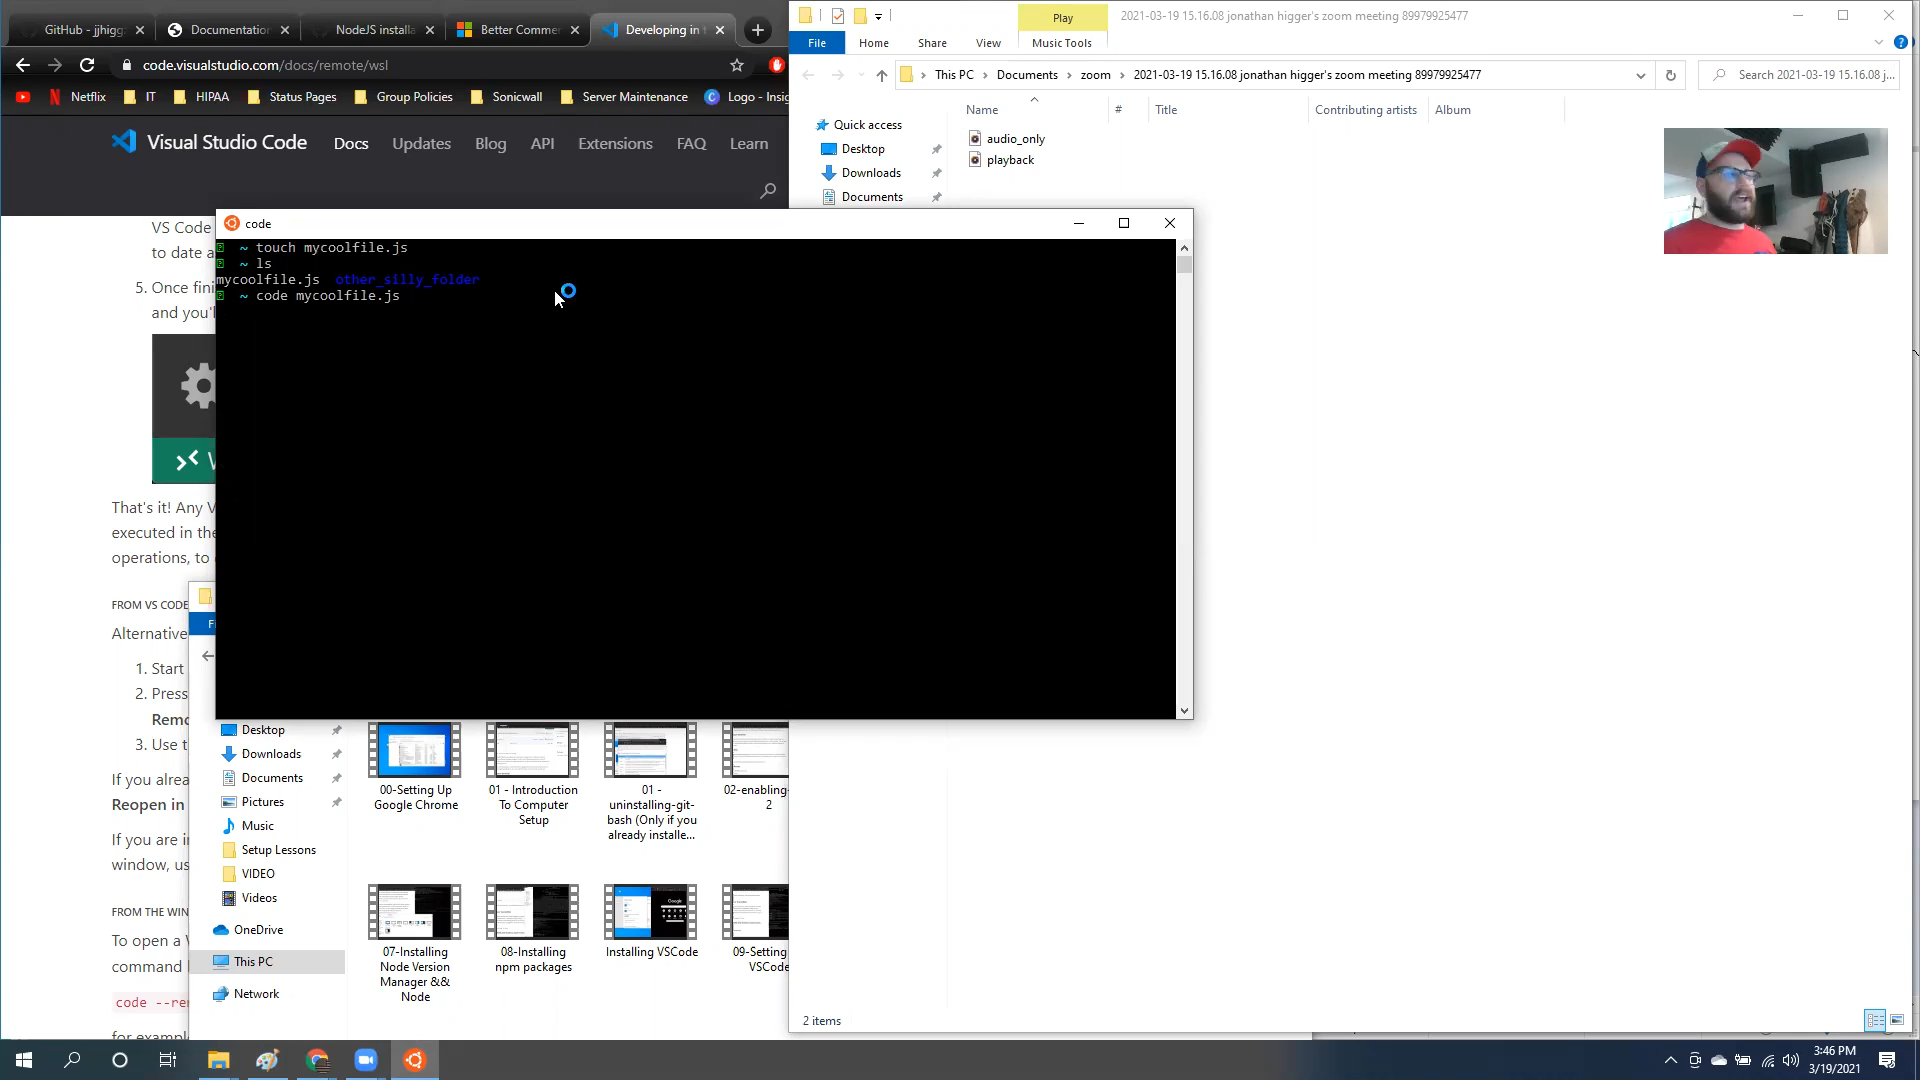 GitHub - jjhigg
Documentation
NodeJS installa
Better Comme
Developing in t
code.visualstudio.com/docs/remote/wsl
Netflix
IT
HIPAA
Status Pages
Group Policies
Sonicwall
Server Maintenance
Logo - Insig
Visual Studio Code
Docs
Updates
Blog
API
Extensions
FAQ
Learn
VS Code
to date a
5. Once fini
and you'l
That's it! Any V
executed in the
operations, to
FROM VS CODE
Alternative
1. Start
2. Press
Remo
3. Use t
If you alrea
Reopen in
If you are i
window, us
FROM THE WIN
To open a
command
code --re
for example
code
~ touch mycoolfile.js
~ ls
mycoolfile.js other_silly_folder
~ code mycoolfile.js
Play
2021-03-19 15.16.08 jonathan higger's zoom meeting 89979925477
File
Home
Share
View
Music Tools
This PC
Documents
zoom
2021-03-19 15.16.08 jonathan higger's zoom meeting 89979925477
Search 2021-03-19 15.16.08 j...
Name
#
Title
Contributing artists
Album
Quick access
Desktop
Downloads
Documents
audio_only
playback
2 items
Desktop
Downloads
Documents
Pictures
Music
Setup Lessons
VIDEO
Videos
OneDrive
This PC
Network
00-Setting Up
Google Chrome
01 - Introduction
To Computer
Setup
01 -
uninstalling-git-
bash (Only if you
already installe...
02-enabling-
2
07-Installing
Node Version
Manager &&
Node
08-Installing
npm packages
Installing VSCode
09-Setting
VSCode
3:46 PM
3/19/2021